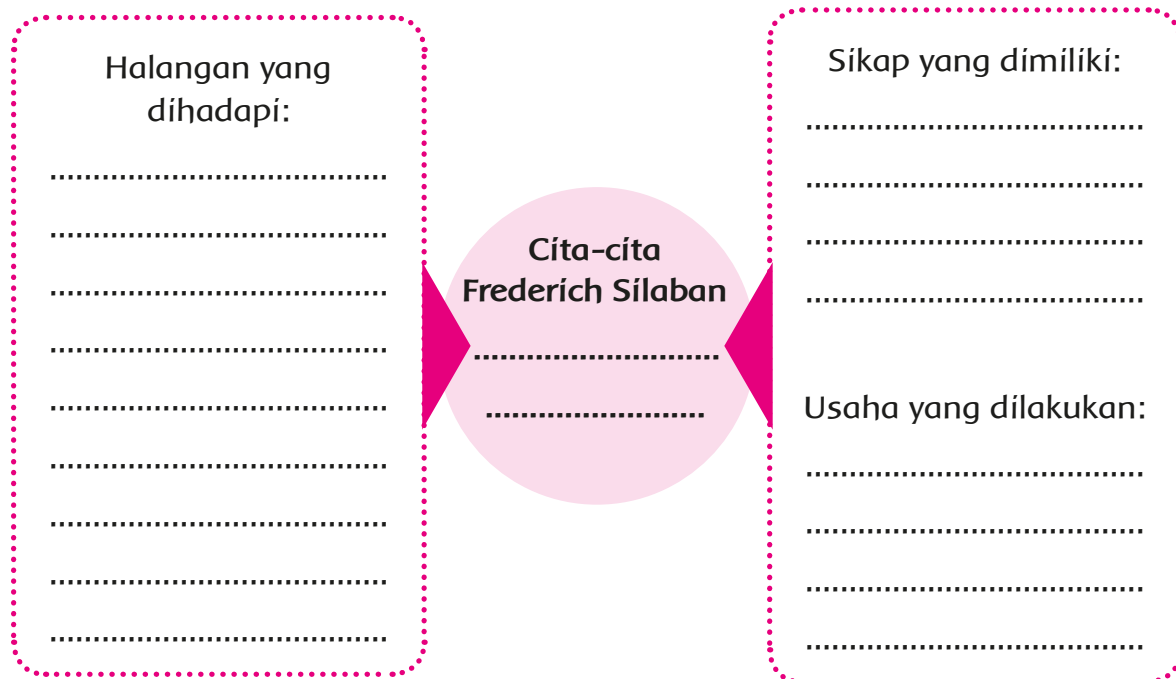 Halangan yang
dihadapi:
Cita-cita
Frederich Silaban
Sikap yang dimiliki:
Usaha yang dilakukan: